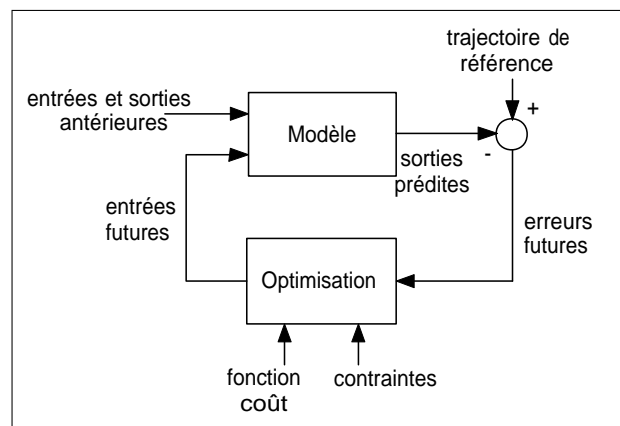 trajectoire de
référence
entrées et sorties
antérieures
+
Modèle
-
sorties
prédites
entrées
futures
erreurs
futures
Optimisation
fonction
coût
contraintes